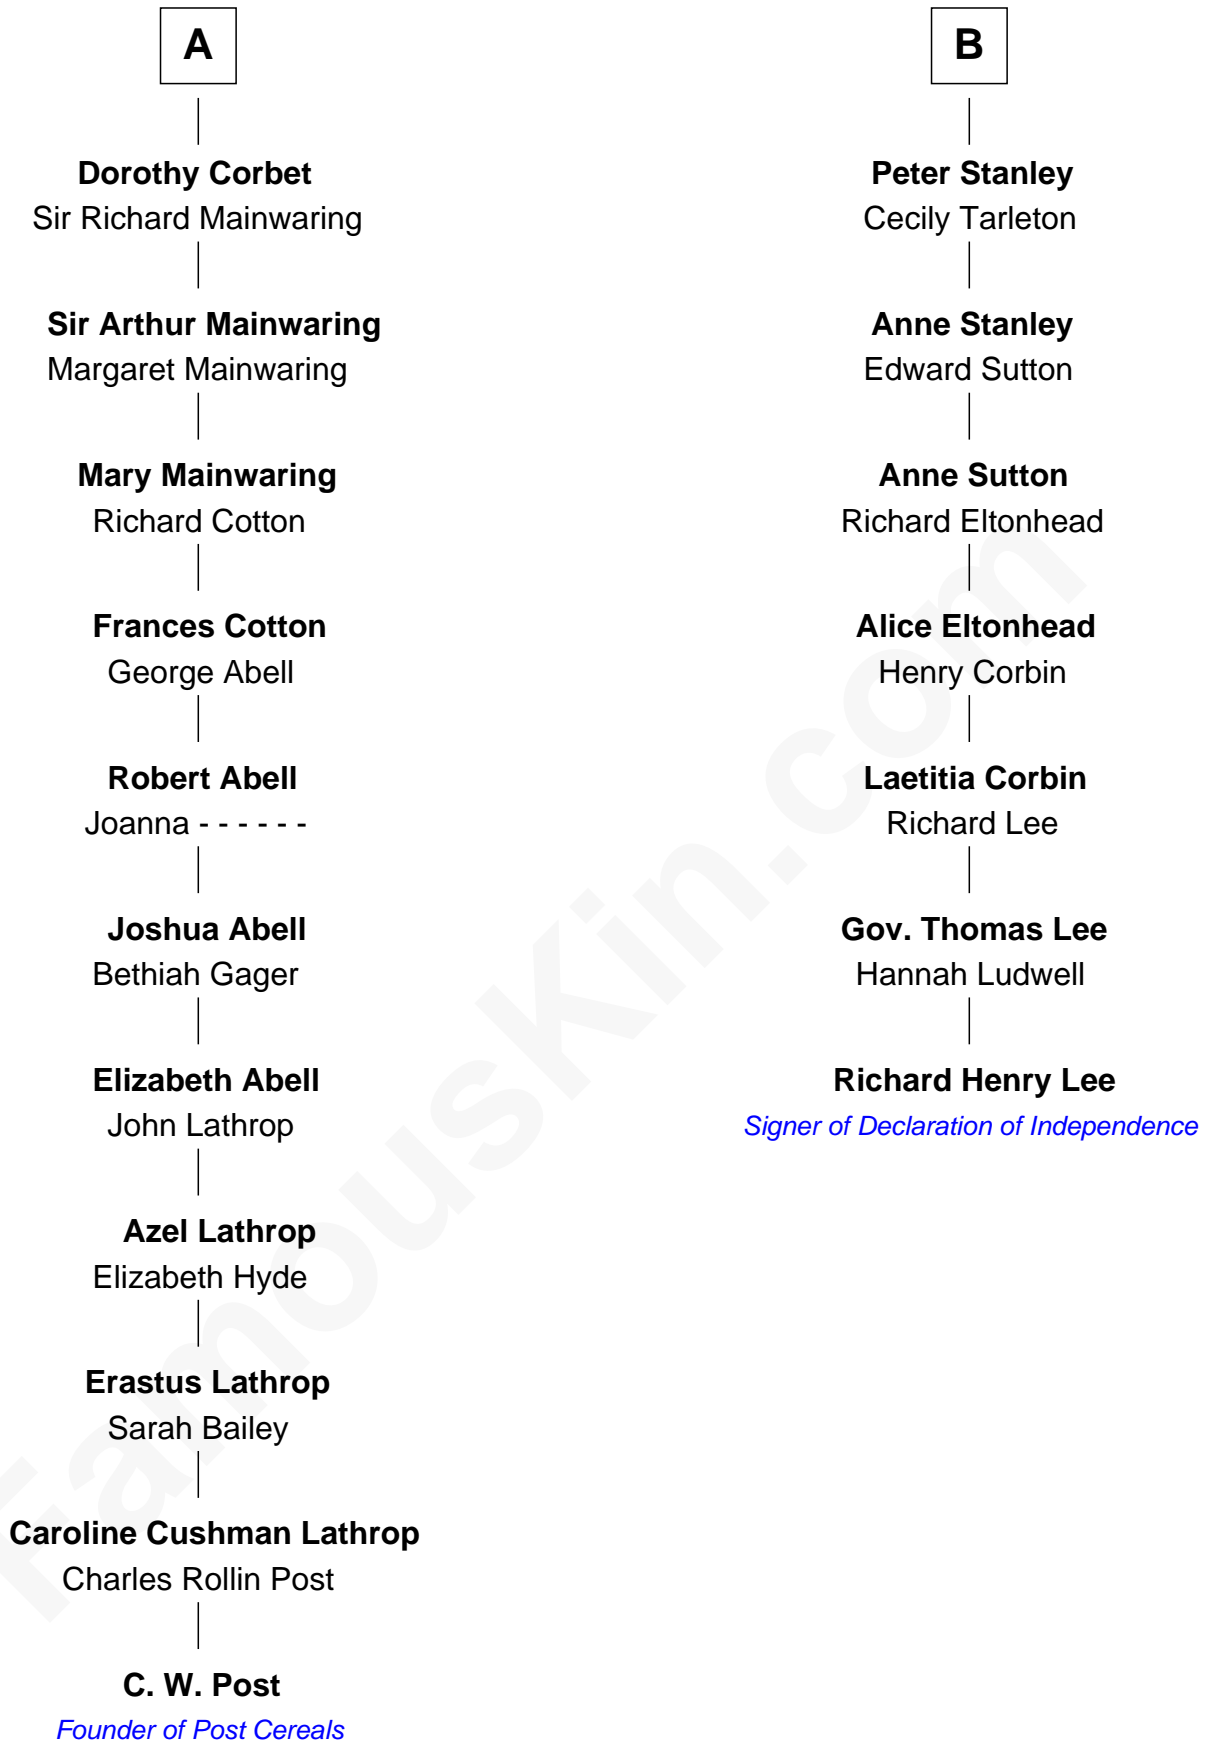 A
Dorothy Corbet
Sir Richard Mainwaring
Sir Arthur Mainwaring
Margaret Mainwaring
Mary Mainwaring
Richard Cotton
Frances Cotton
George Abell
Robert Abell
Joanna - - - - - -
Joshua Abell
Bethiah Gager
Elizabeth Abell
John Lathrop
Azel Lathrop
Elizabeth Hyde
Erastus Lathrop
Sarah Bailey
Caroline Cushman Lathrop
Charles Rollin Post
C. W. Post
Founder of Post Cereals
B
Peter Stanley
Cecily Tarleton
Anne Stanley
Edward Sutton
Anne Sutton
Richard Eltonhead
Alice Eltonhead
Henry Corbin
Laetitia Corbin
Richard Lee
Gov. Thomas Lee
Hannah Ludwell
Richard Henry Lee
Signer of Declaration of Independence
FamousKin.com